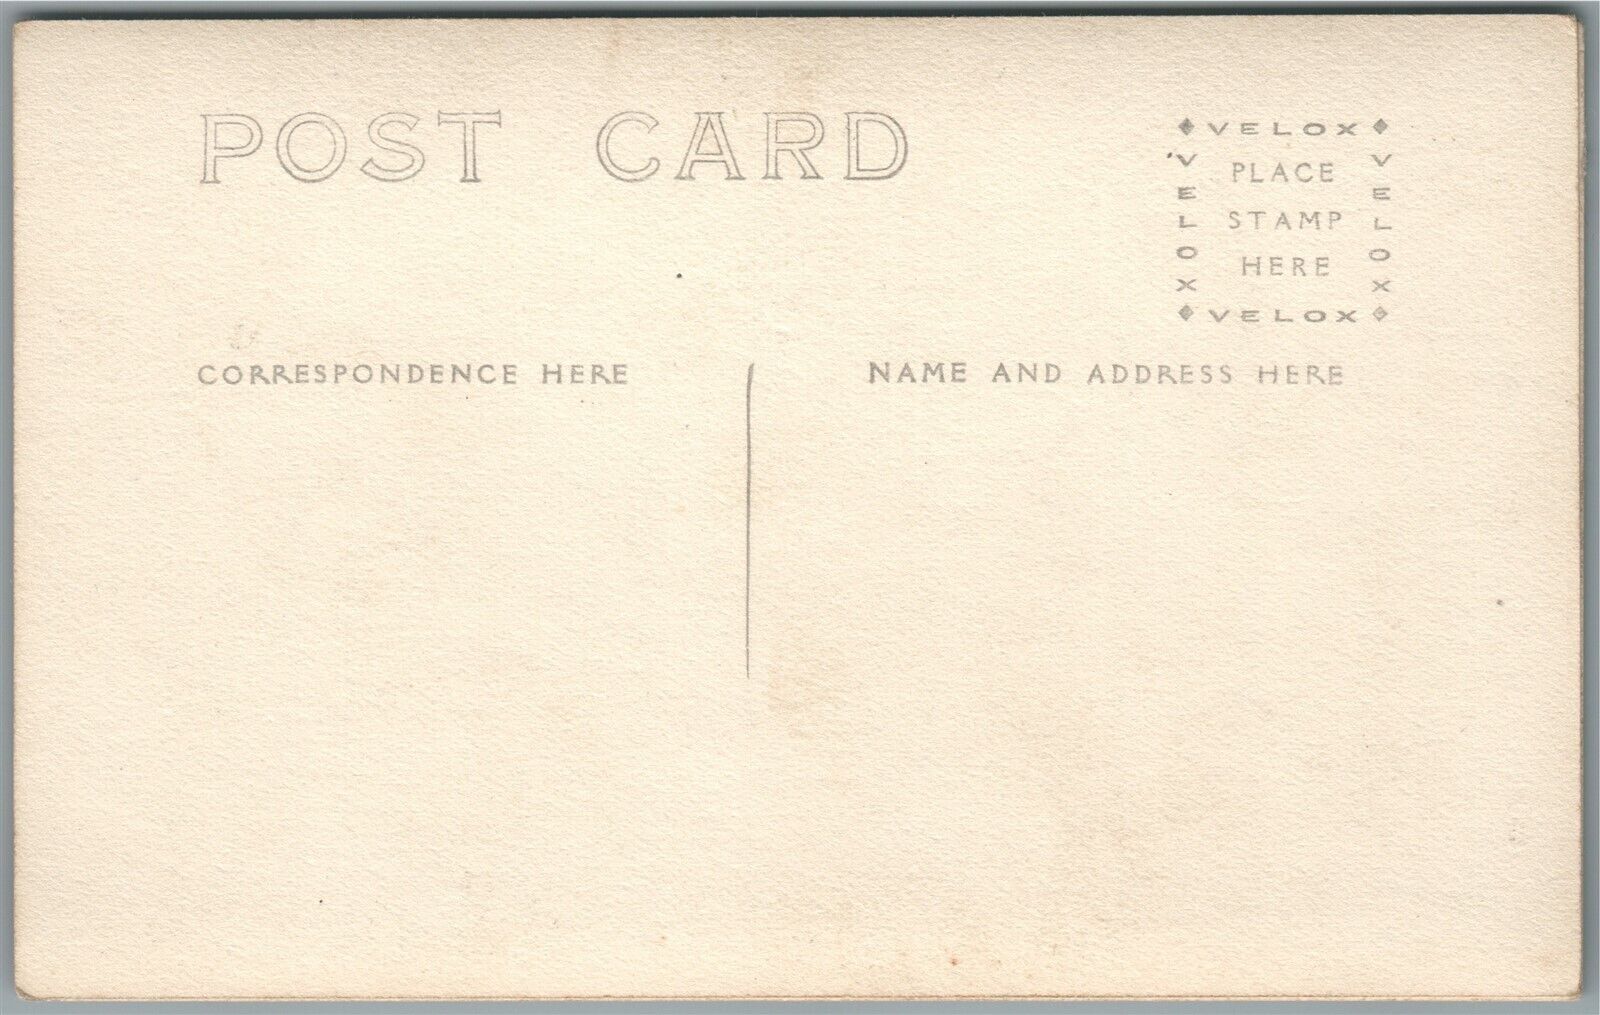 POST CARD
VELOX
VELOX
PLACE
STAMP
HERE
VELOX
VELOX
CORRESPONDENCE HERE
NAME AND ADDRESS HERE